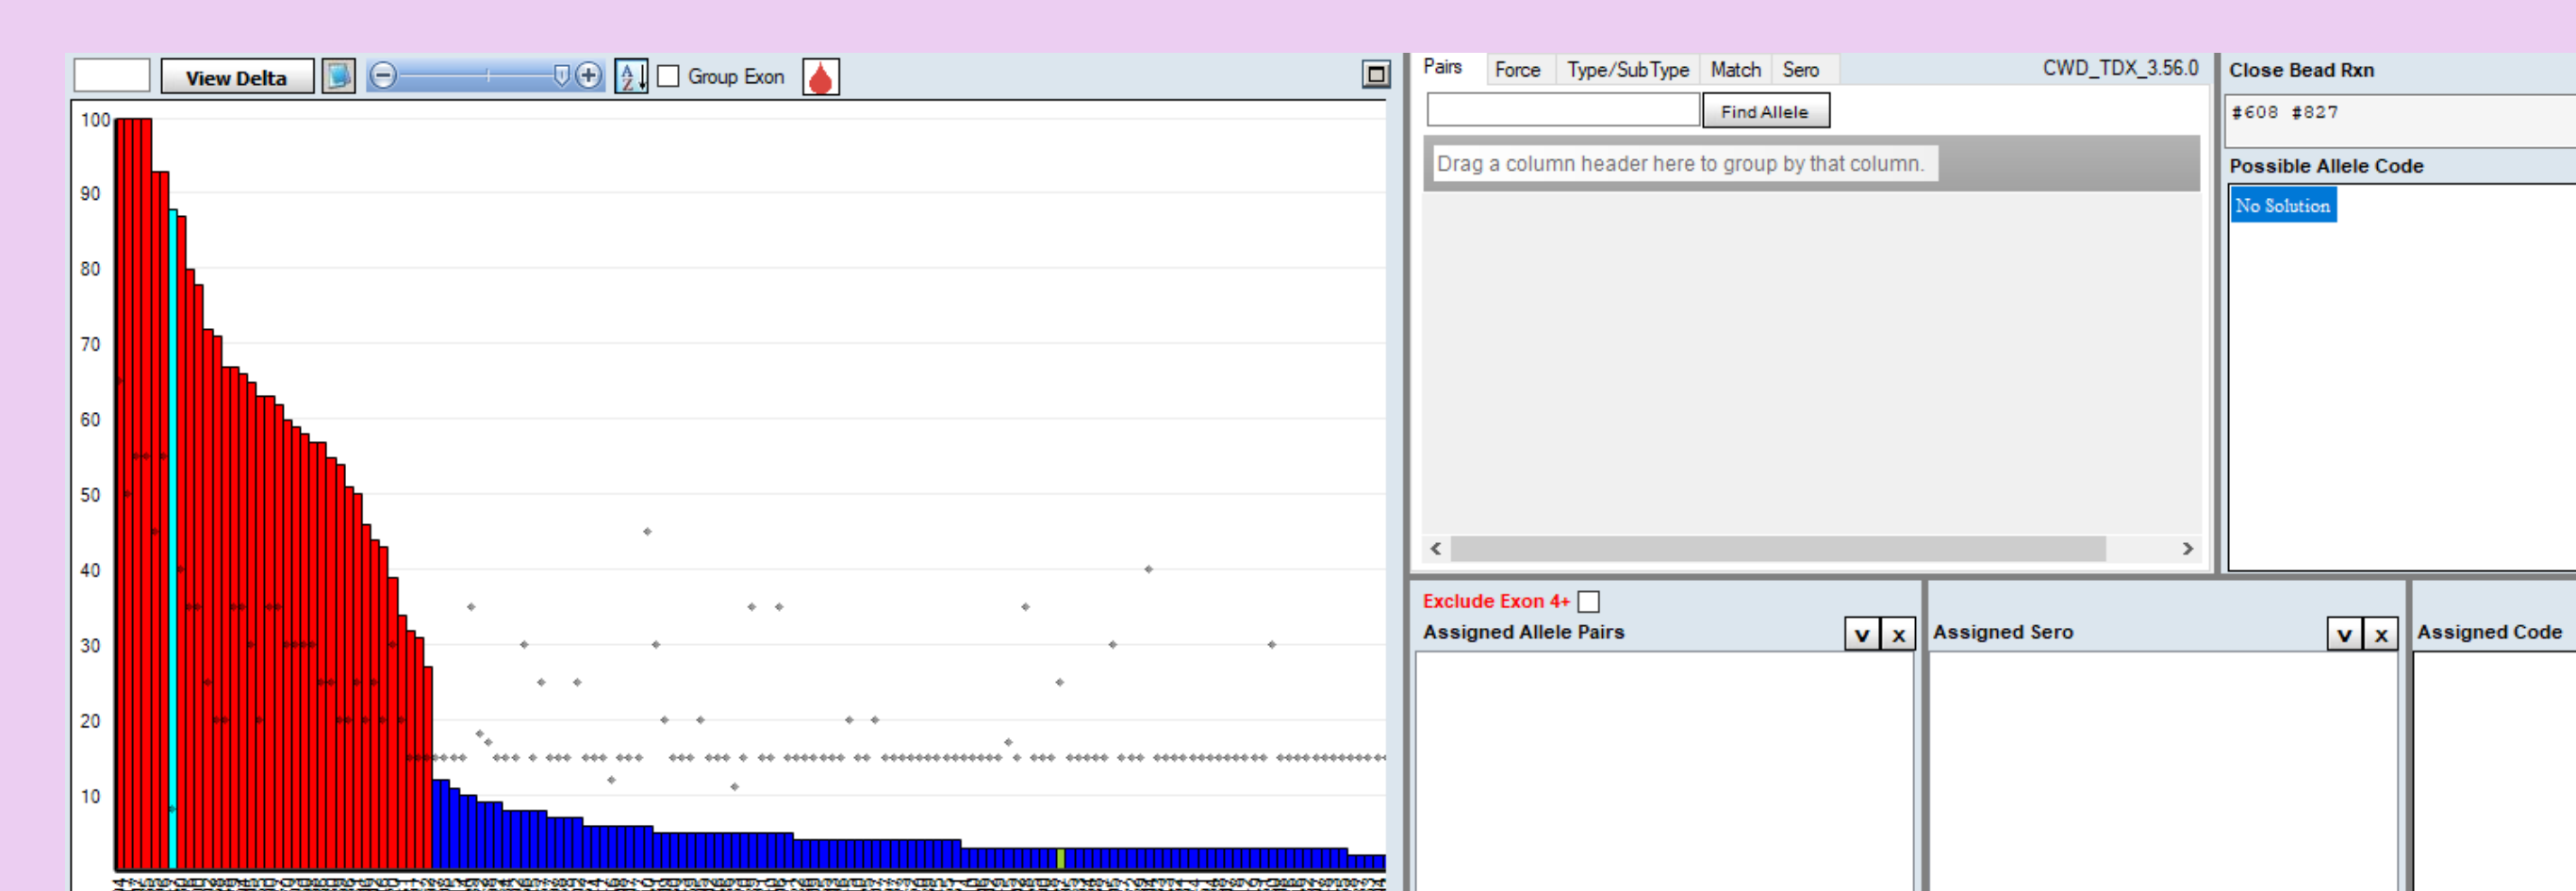 View Delta
Group Exon
100
90
80
70
60
50
40
30
20
10
Pairs Force Type/SubType Match Sero CWD_TDX_3.56.0
Find Allele
Drag a column header here to group by that column.
Close Bead Rxn
#608 #827
Possible Allele Code
No Solution
Exclude Exon 4+
Assigned Allele Pairs v x
Assigned Sero v x
Assigned Code